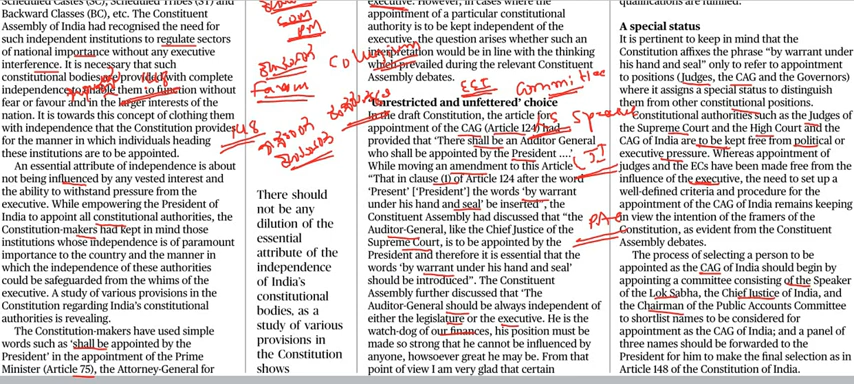 Scheduled Castes (SC), Scheduled Tribes (ST) and
Backward Classes (BC), etc. The Constituent
Assembly of India had recognised the need for
such independent institutions to regulate sectors
of national importance without any executive
interference. It is necessary that such
constitutional bodies provided with complete
independence to enable them to function without
fear or favour and in the larger interests of the
nation. It is towards this concept of clothing them
with independence that the Constitution provides
for the manner in which individuals heading
these institutions are to be appointed.
An essential attribute of independence is about
not being influenced by any vested interest and
the ability to withstand pressure from the
executive. While empowering the President of
India to appoint all constitutional authorities, the
Constitution-makers had kept in mind those
institutions whose independence is of paramount
importance to the country and the manner in
which the independence of these authorities
could be safeguarded from the whims of the
executive. A study of various provisions in the
Constitution regarding India's constitutional
authorities is revealing.
The Constitution-makers have used simple
words such as 'shall be appointed by the
President' in the appointment of the Prime
Minister (Article 75), the Attorney-General for
COM
PM
Collegium
Farum
148
148
There should
not be any
dilution of the
essential
attribute of the
independence
of India's
constitutional
bodies, as a
study of various
provisions in
the Constitution
shows
executive. However, in cases where the
appointment of a particular constitutional
authority is to be kept independent of the
executive, the question arises whether such an
interpretation would be in line with the thinking
which prevailed during the relevant Constituent
Assembly debates.
'Unrestricted and unfettered' choice
In the draft Constitution, the article for
appointment of the CAG (Article 124) had
provided that 'There shall be an Auditor General
who shall be appointed by the President ....'
While moving an amendment to this Article
"That in clause (1) of Article 124 after the word
'Present' ['President'] the words 'by warrant
under his hand and seal' be inserted", the
Constituent Assembly had discussed that "the
Auditor-General, like the Chief Justice of the
Supreme Court, is to be appointed by the
President and therefore it is essential that the
words 'by warrant under his hand and seal'
should be introduced". The Constituent
Assembly further discussed that 'The
Auditor-General should be always independent of
either the legislature or the executive. He is the
watch-dog of our finances, his position must be
made so strong that he cannot be influenced by
anyone, howsoever great he may be. From that
point of view I am very glad that certain
Committee
LS Speaker
CJI
PAC
qualifications are fulfilled.
A special status
It is pertinent to keep in mind that the
Constitution affixes the phrase "by warrant under
his hand and seal" only to refer to appointment
to positions (Judges, the CAG and the Governors)
where it assigns a special status to distinguish
them from other constitutional positions.
Constitutional authorities such as the Judges of
the Supreme Court and the High Court and the
CAG of India are to be kept free from political or
executive pressure. Whereas appointment of
judges and The ECs have been made free from the
influence of the executive, the need to set up a
well-defined criteria and procedure for the
appointment of the CAG of India remains keeping
in view the intention of the framers of the
Constitution, as evident from the Constituent
Assembly debates.
The process of selecting a person to be
appointed as the CAG of India should begin by
appointing a committee consisting of the Speaker
of the Lok Sabha, the Chief Justice of India, and
the Chairman of the Public Accounts Committee
to shortlist names to be considered for
appointment as the CAG of India; and a panel of
three names should be forwarded to the
President for him to make the final selection as in
Article 148 of the Constitution of India.